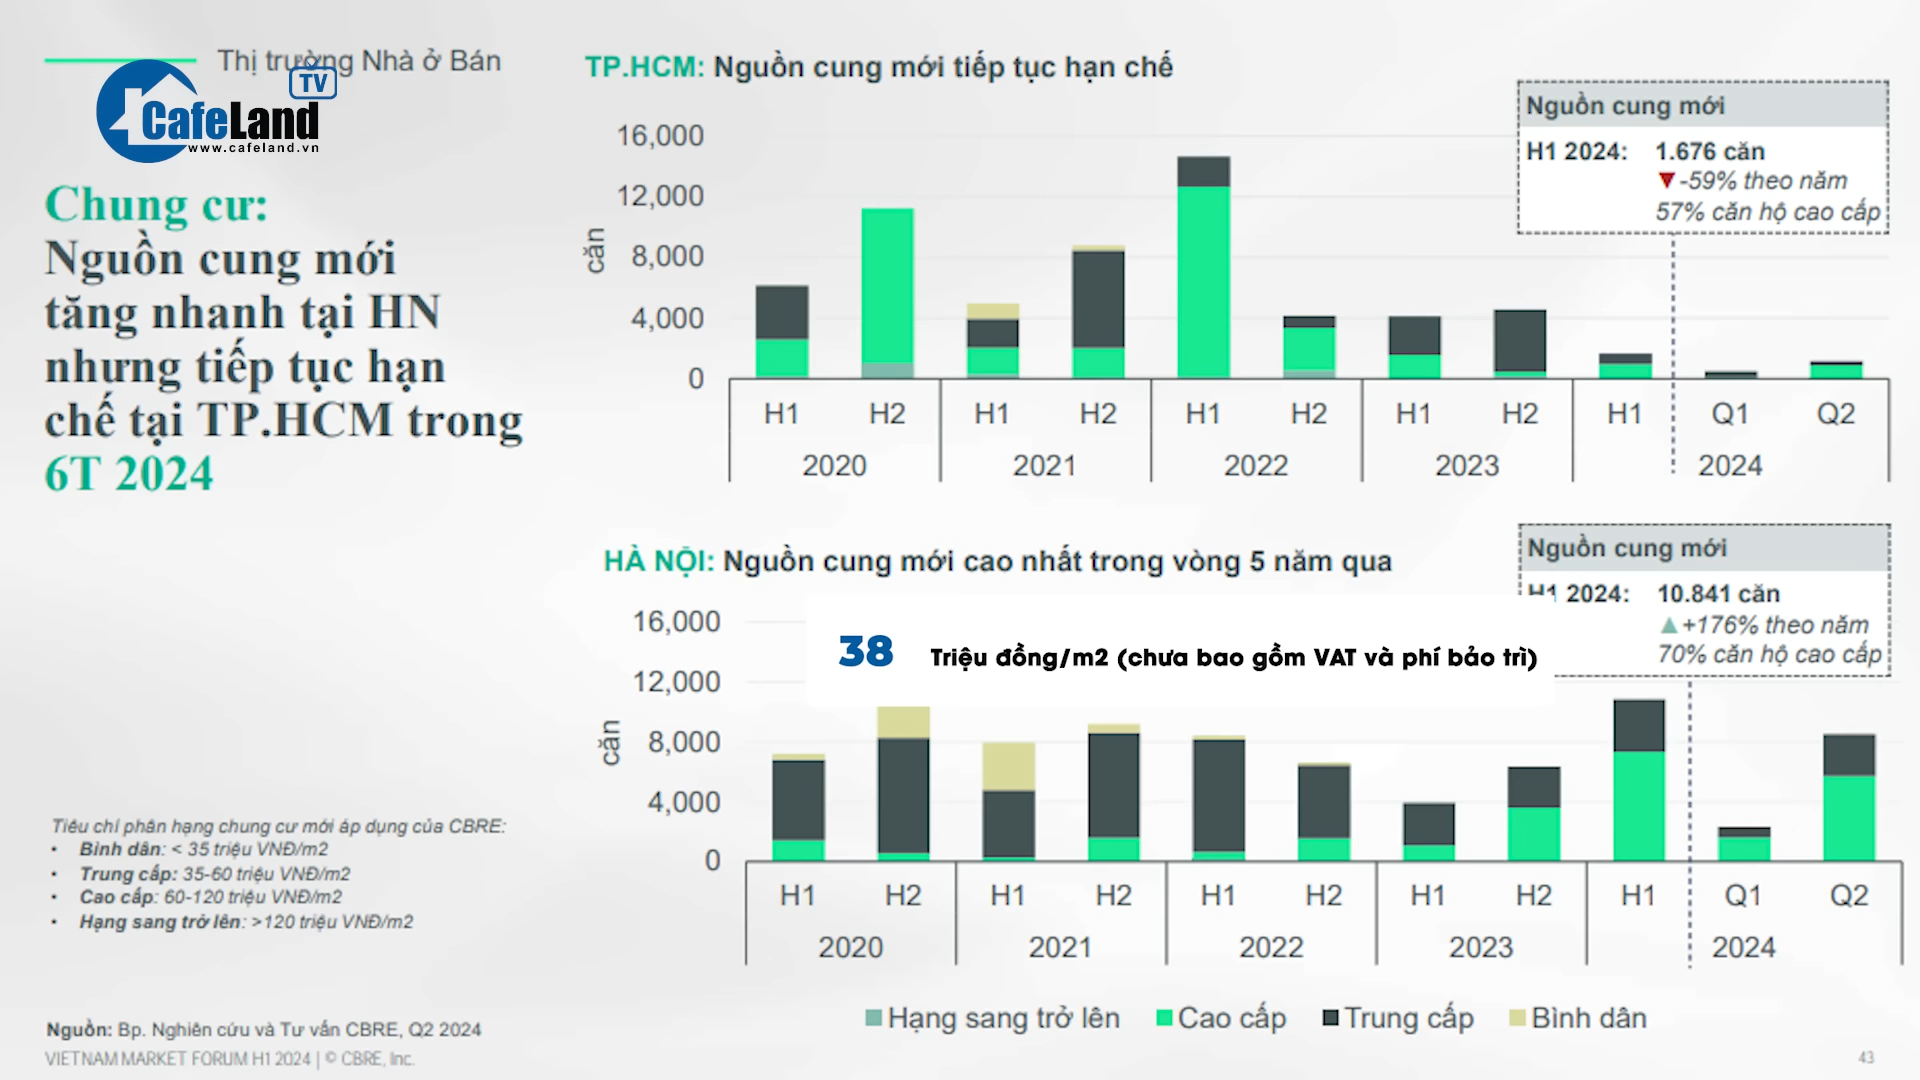 Thị trường Nhà ở Bán
TV
CafeLand
www.cafeland.vn
Chung cư:
Nguồn cung mới
tăng nhanh tại HN
nhưng tiếp tục hạn
chế tại TP.HCM trong
6T 2024
TP.HCM: Nguồn cung mới tiếp tục hạn chế
Nguồn cung mới
H1 2024: 1.676 căn
▼-59% theo năm
57% căn hộ cao cấp
căn
16,000
12,000
8,000
4,000
0
H1 H2 H1 H2 H1 H2 H1 H2 H1 Q1 Q2
2020 2021 2022 2023 2024
HÀ NỘI: Nguồn cung mới cao nhất trong vòng 5 năm qua
Nguồn cung mới
H1 2024: 10.841 căn
▲+176% theo năm
70% căn hộ cao cấp
38 Triệu đồng/m2 (chưa bao gồm VAT và phí bảo trì)
căn
16,000
12,000
8,000
4,000
0
H1 H2 H1 H2 H1 H2 H1 H2 H1 Q1 Q2
2020 2021 2022 2023 2024
Hạng sang trở lên Cao cấp Trung cấp Bình dân
Tiêu chí phân hạng chung cư mới áp dụng của CBRE:
• Bình dân: < 35 triệu VNĐ/m2
• Trung cấp: 35-60 triệu VNĐ/m2
• Cao cấp: 60-120 triệu VNĐ/m2
• Hạng sang trở lên: >120 triệu VNĐ/m2
Nguồn: Bp. Nghiên cứu và Tư vấn CBRE, Q2 2024
VIETNAM MARKET FORUM H1 2024 | © CBRE, Inc.
43